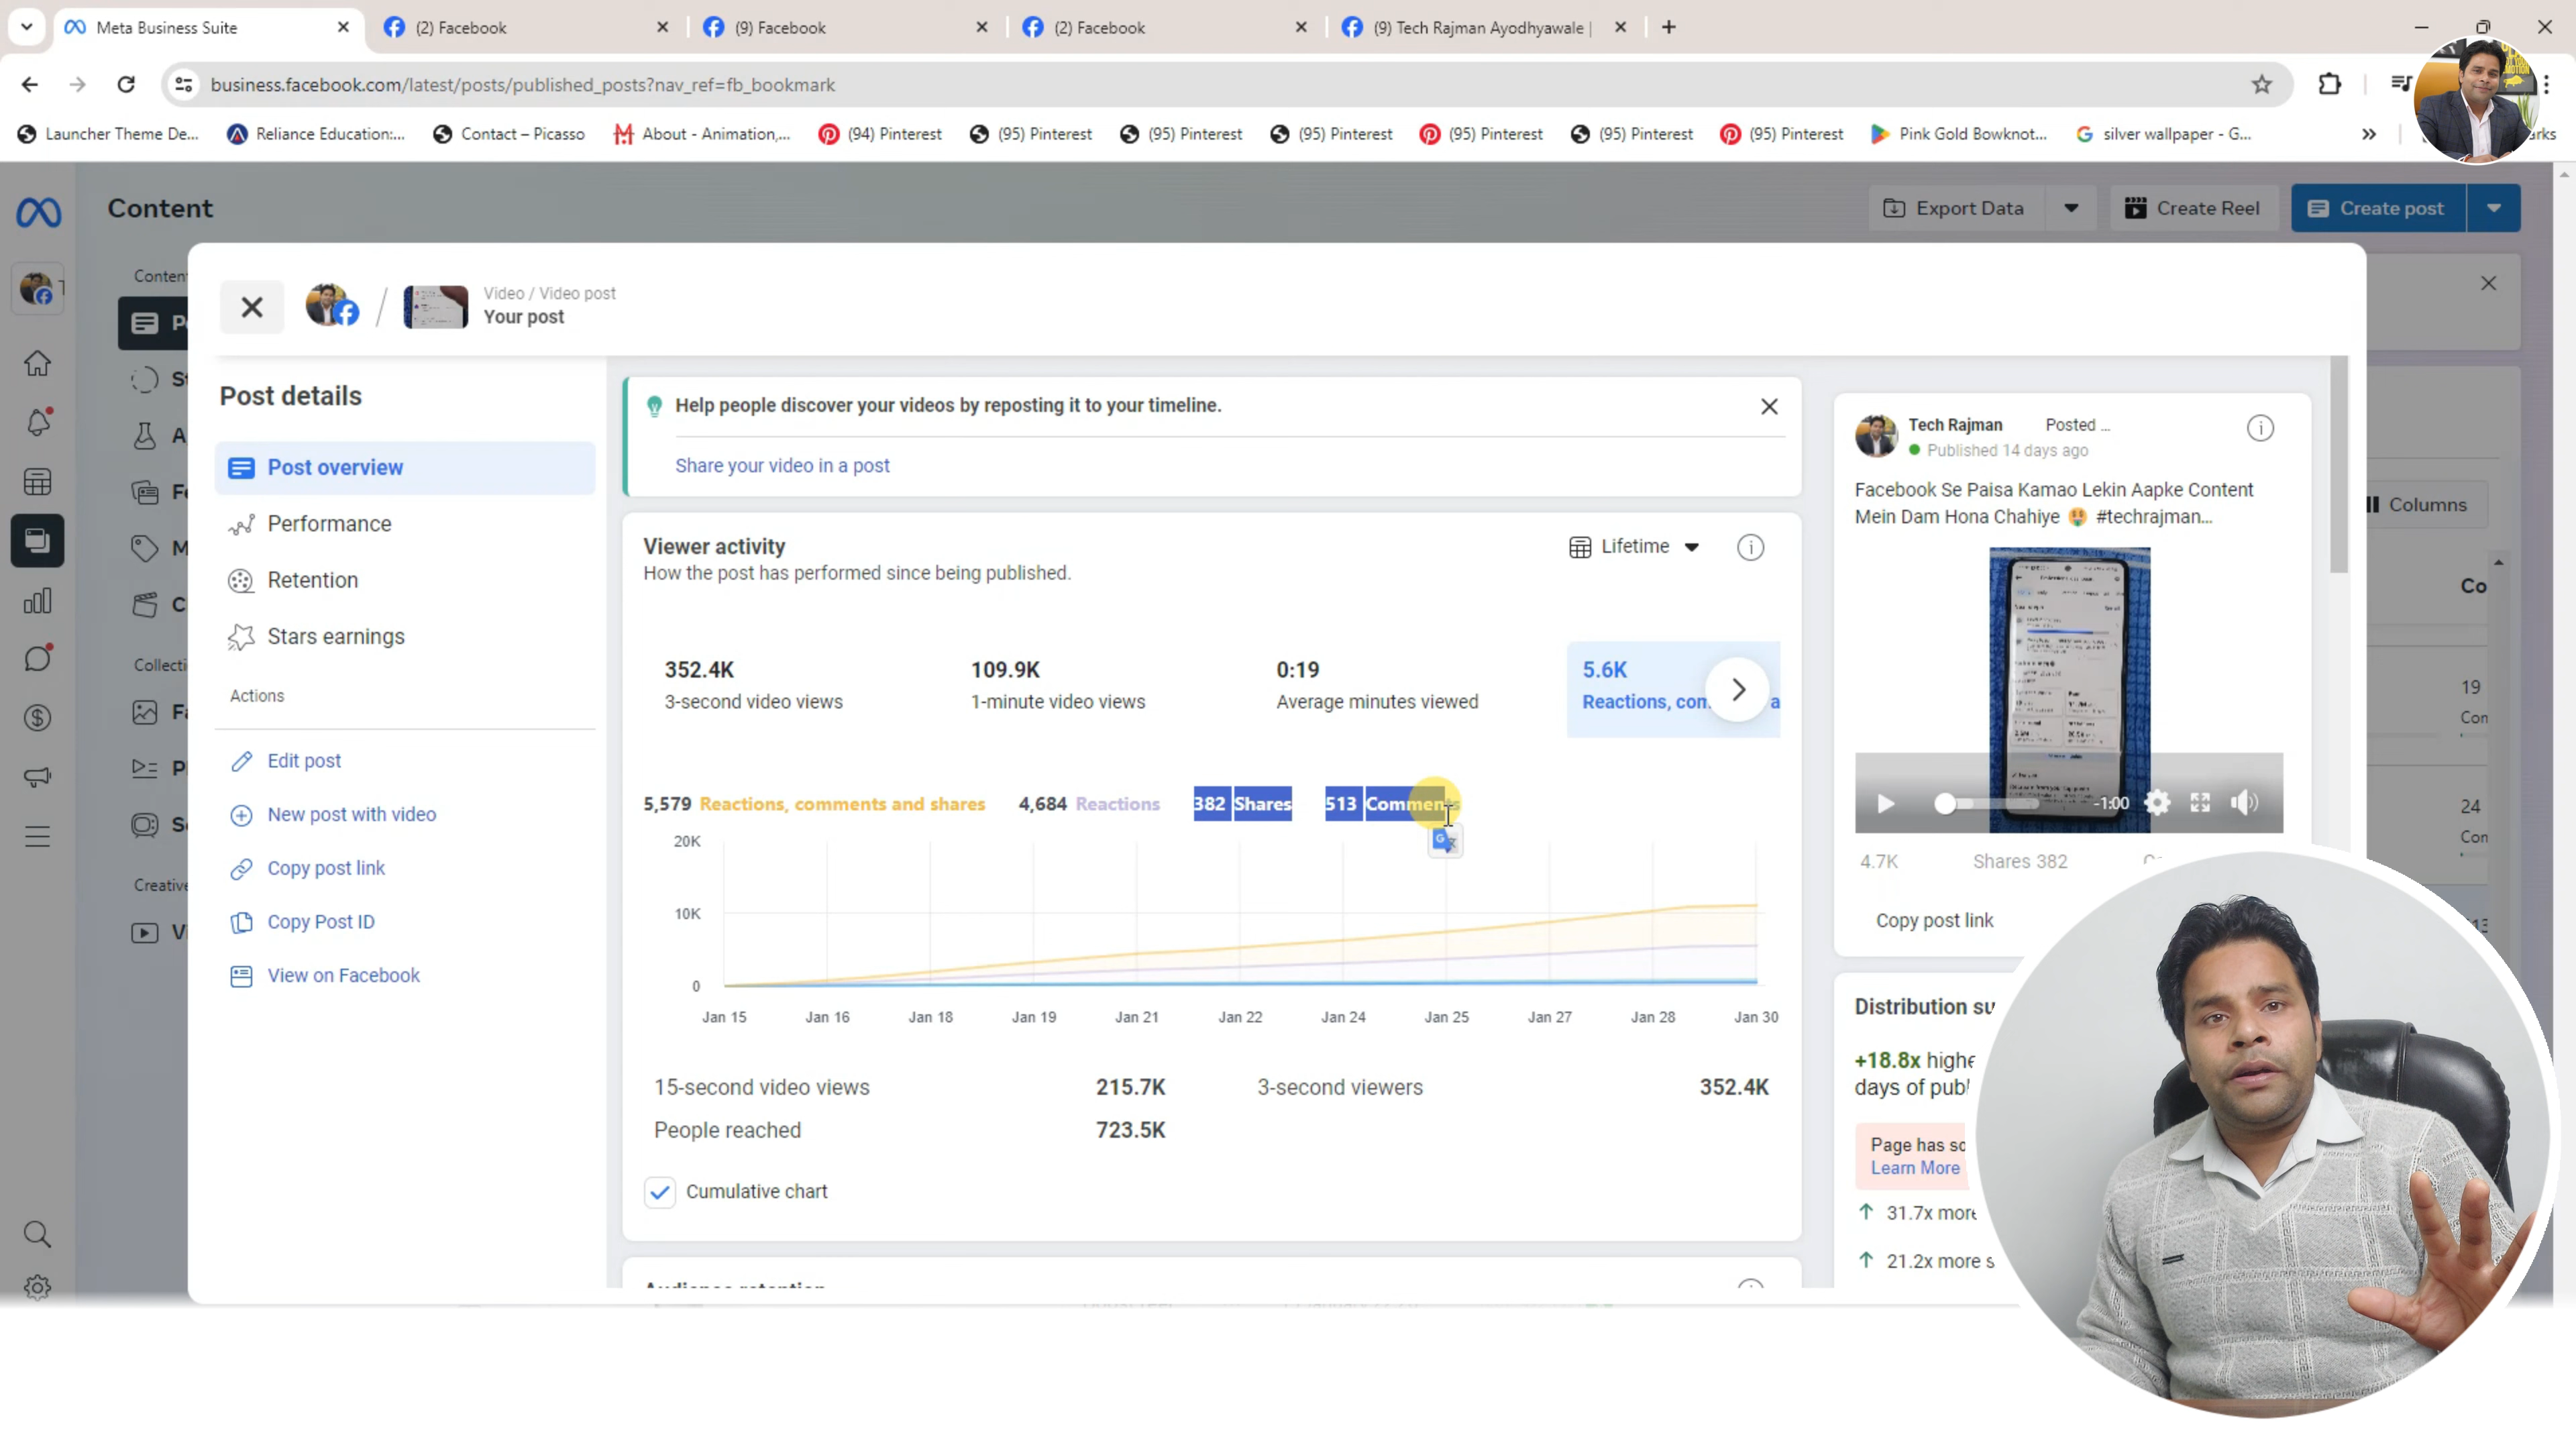 Meta Business Suite
(2) Facebook
(9) Facebook
(2) Facebook
(9) Tech Rajman Ayodhyawale |
business.facebook.com/latest/posts/published_posts?nav_ref=fb_bookmark
Launcher Theme De...
Reliance Education:...
Contact – Picasso
About - Animation,...
(94) Pinterest
(95) Pinterest
(95) Pinterest
(95) Pinterest
(95) Pinterest
(95) Pinterest
(95) Pinterest
Pink Gold Bowknot...
silver wallpaper - G...
Content
Export Data
Create Reel
Create post
Video / Video post
Your post
Post details
Post overview
Performance
Retention
Stars earnings
Actions
Edit post
New post with video
Copy post link
Copy Post ID
View on Facebook
Help people discover your videos by reposting it to your timeline.
Share your video in a post
Viewer activity
Lifetime
How the post has performed since being published.
352.4K
3-second video views
109.9K
1-minute video views
0:19
Average minutes viewed
5.6K
Reactions, com a
5,579 Reactions, comments and shares
4,684 Reactions
382 Shares
513 Comments
20K
10K
0
Jan 15
Jan 16
Jan 18
Jan 19
Jan 21
Jan 22
Jan 24
Jan 25
Jan 27
Jan 28
Jan 30
15-second video views 215.7K
3-second viewers 352.4K
People reached 723.5K
Cumulative chart
Tech Rajman Posted ...
Published 14 days ago
Facebook Se Paisa Kamao Lekin Aapke Content
Mein Dam Hona Chahiye #techrajman...
-1:00
4.7K
Shares 382
Copy post link
Distribution su
+18.8x highe
days of publ
Page has so
Learn More
31.7x more
21.2x more s
Columns
Co
19
Con
24
Con